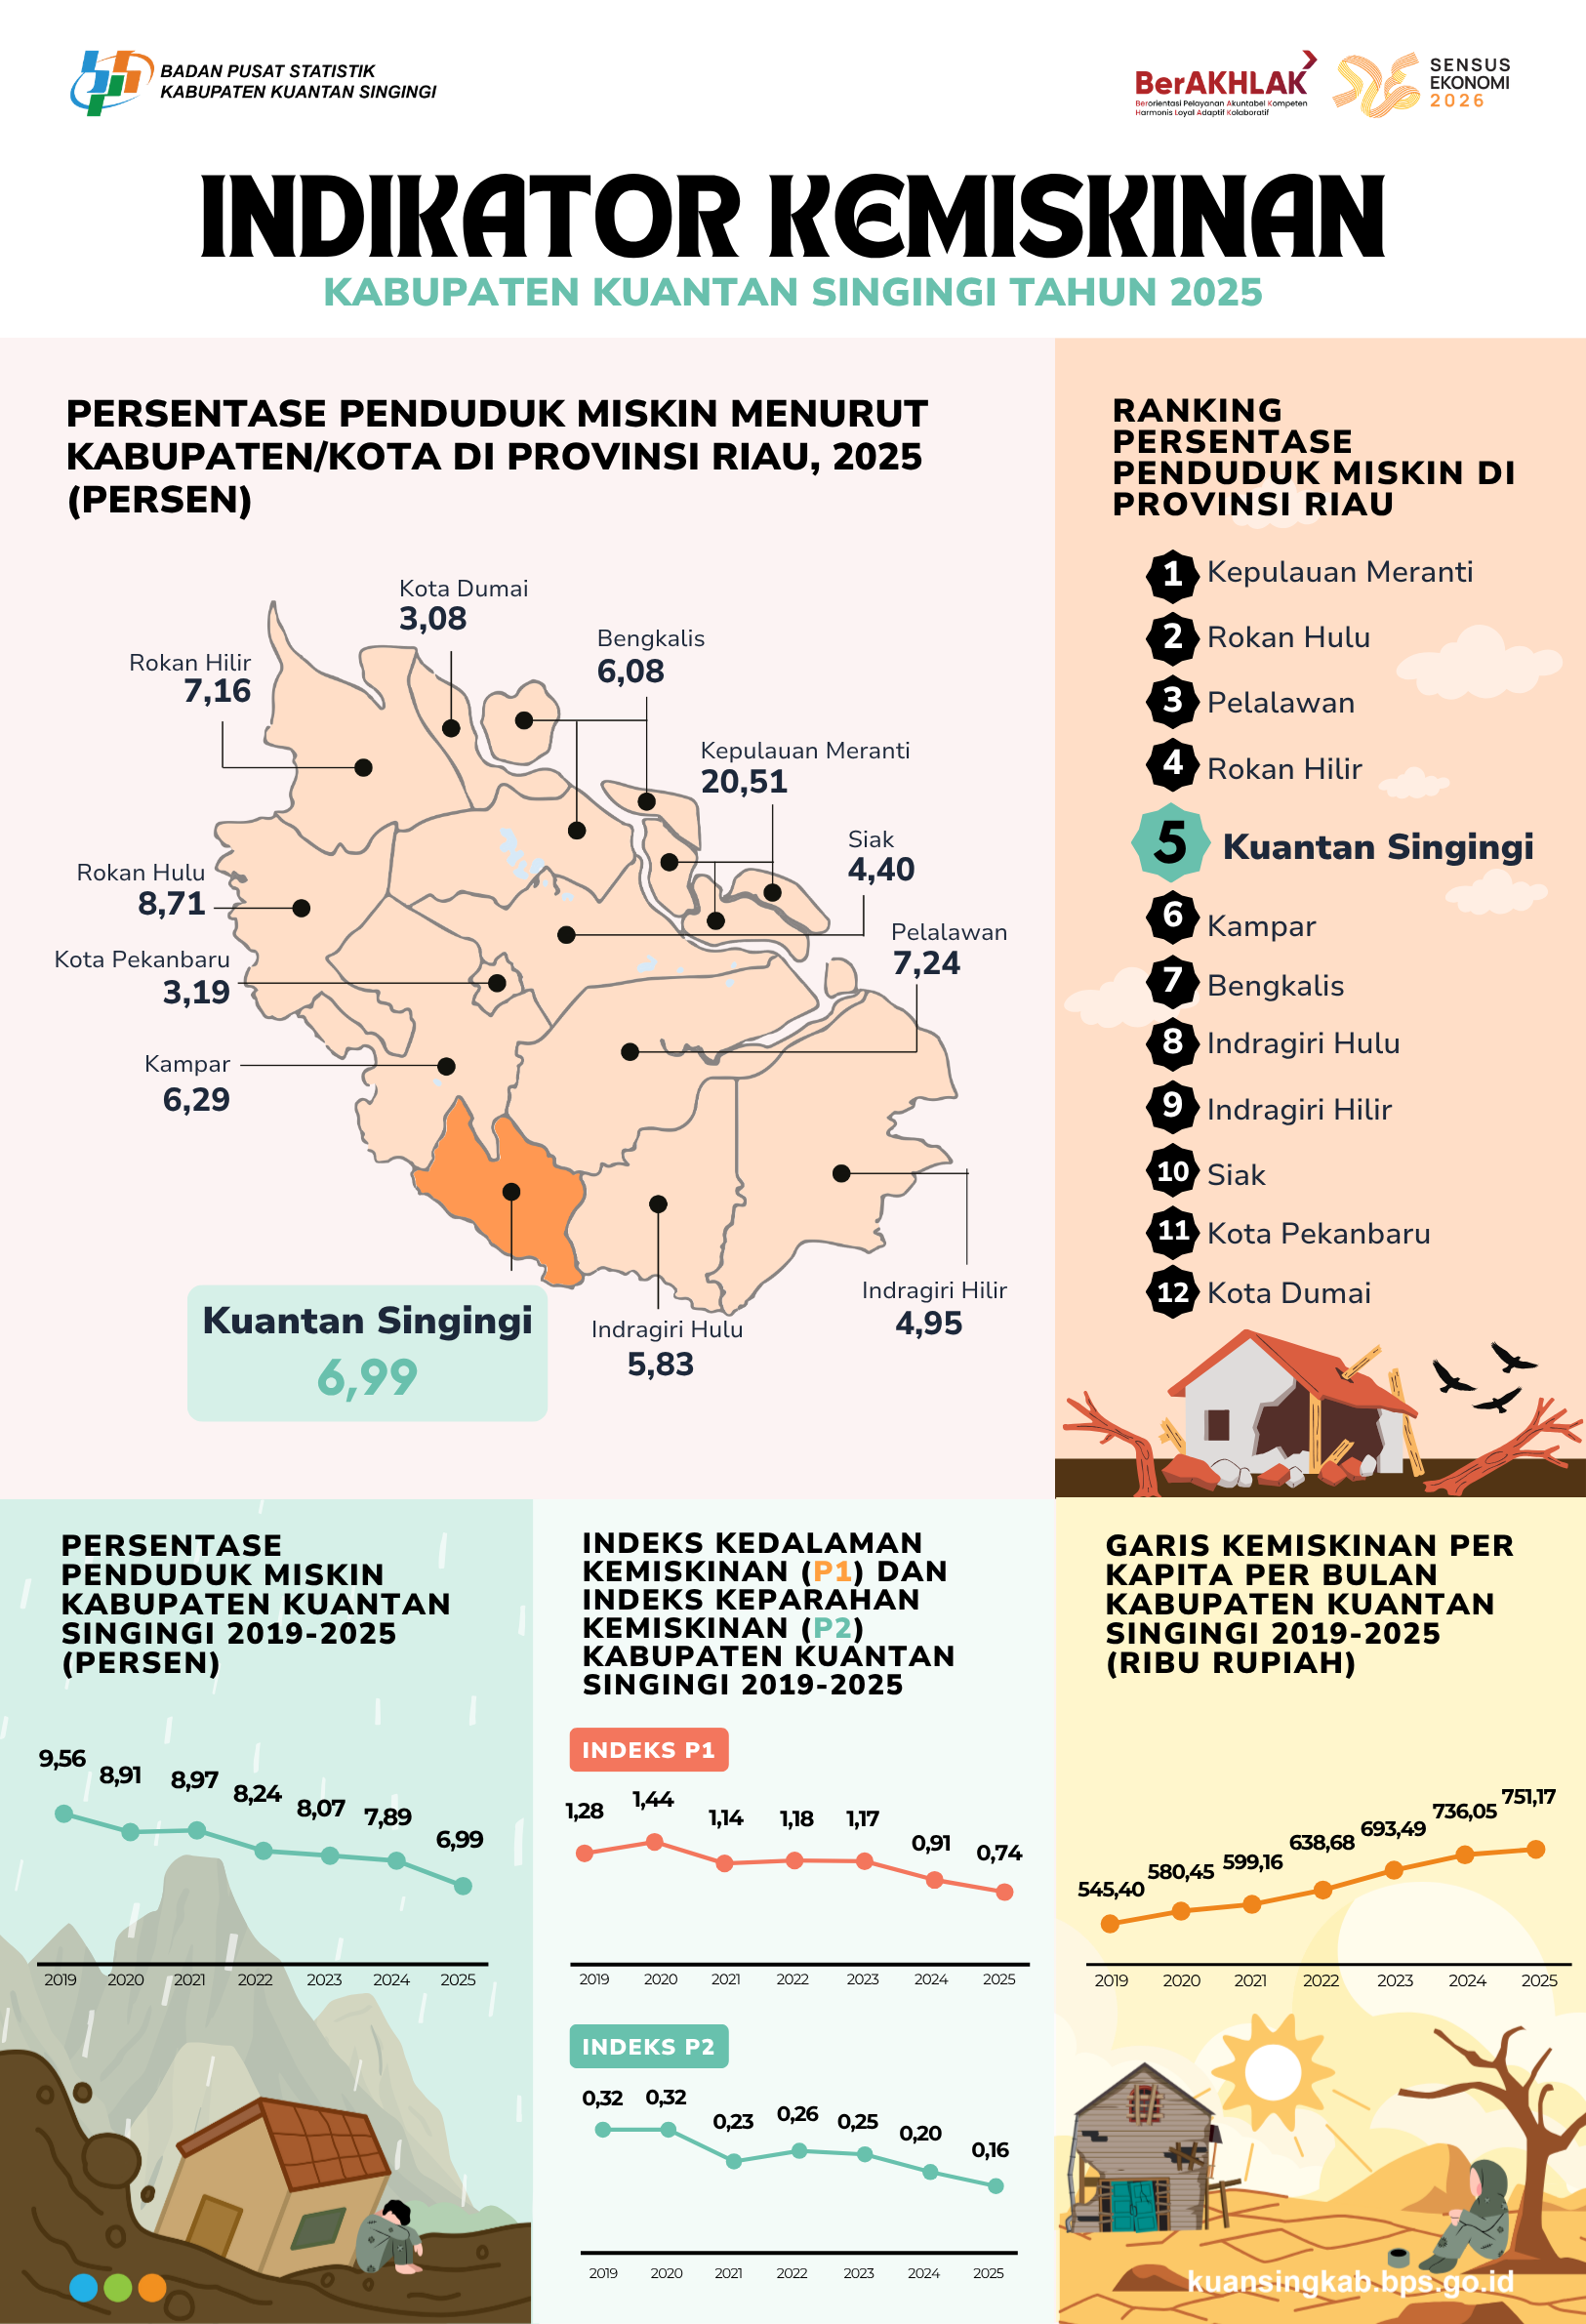 BADAN PUSAT STATISTIK
KABUPATEN KUANTAN SINGINGI
BerAKHLAK
Berorientasi Pelayanan Akuntabel Kompeten
Harmonis Loyal Adaptif Kolaboratif
SENSUS
EKONOMI
2026
INDIKATOR KEMISKINAN
KABUPATEN KUANTAN SINGINGI TAHUN 2025
PERSENTASE PENDUDUK MISKIN MENURUT
KABUPATEN/KOTA DI PROVINSI RIAU, 2025
(PERSEN)
Kota Dumai
3,08
Bengkalis
6,08
Rokan Hilir
7,16
Kepulauan Meranti
20,51
Siak
4,40
Rokan Hulu
8,71
Pelalawan
7,24
Kota Pekanbaru
3,19
Kampar
6,29
Indragiri Hilir
4,95
Kuantan Singingi
6,99
Indragiri Hulu
5,83
RANKING
PERSENTASE
PENDUDUK MISKIN DI
PROVINSI RIAU
1 Kepulauan Meranti
2 Rokan Hulu
3 Pelalawan
4 Rokan Hilir
5 Kuantan Singingi
6 Kampar
7 Bengkalis
8 Indragiri Hulu
9 Indragiri Hilir
10 Siak
11 Kota Pekanbaru
12 Kota Dumai
PERSENTASE
PENDUDUK MISKIN
KABUPATEN KUANTAN
SINGINGI 2019-2025
(PERSEN)
9,56 8,91 8,97 8,24 8,07 7,89 6,99
2019 2020 2021 2022 2023 2024 2025
INDEKS KEDALAMAN
KEMISKINAN (P1) DAN
INDEKS KEPARAHAN
KEMISKINAN (P2)
KABUPATEN KUANTAN
SINGINGI 2019-2025
INDEKS P1
1,28 1,44 1,14 1,18 1,17 0,91 0,74
2019 2020 2021 2022 2023 2024 2025
INDEKS P2
0,32 0,32 0,23 0,26 0,25 0,20 0,16
2019 2020 2021 2022 2023 2024 2025
GARIS KEMISKINAN PER
KAPITA PER BULAN
KABUPATEN KUANTAN
SINGINGI 2019-2025
(RIBU RUPIAH)
545,40 580,45 599,16 638,68 693,49 736,05 751,17
2019 2020 2021 2022 2023 2024 2025
kuansingkab.bps.go.id